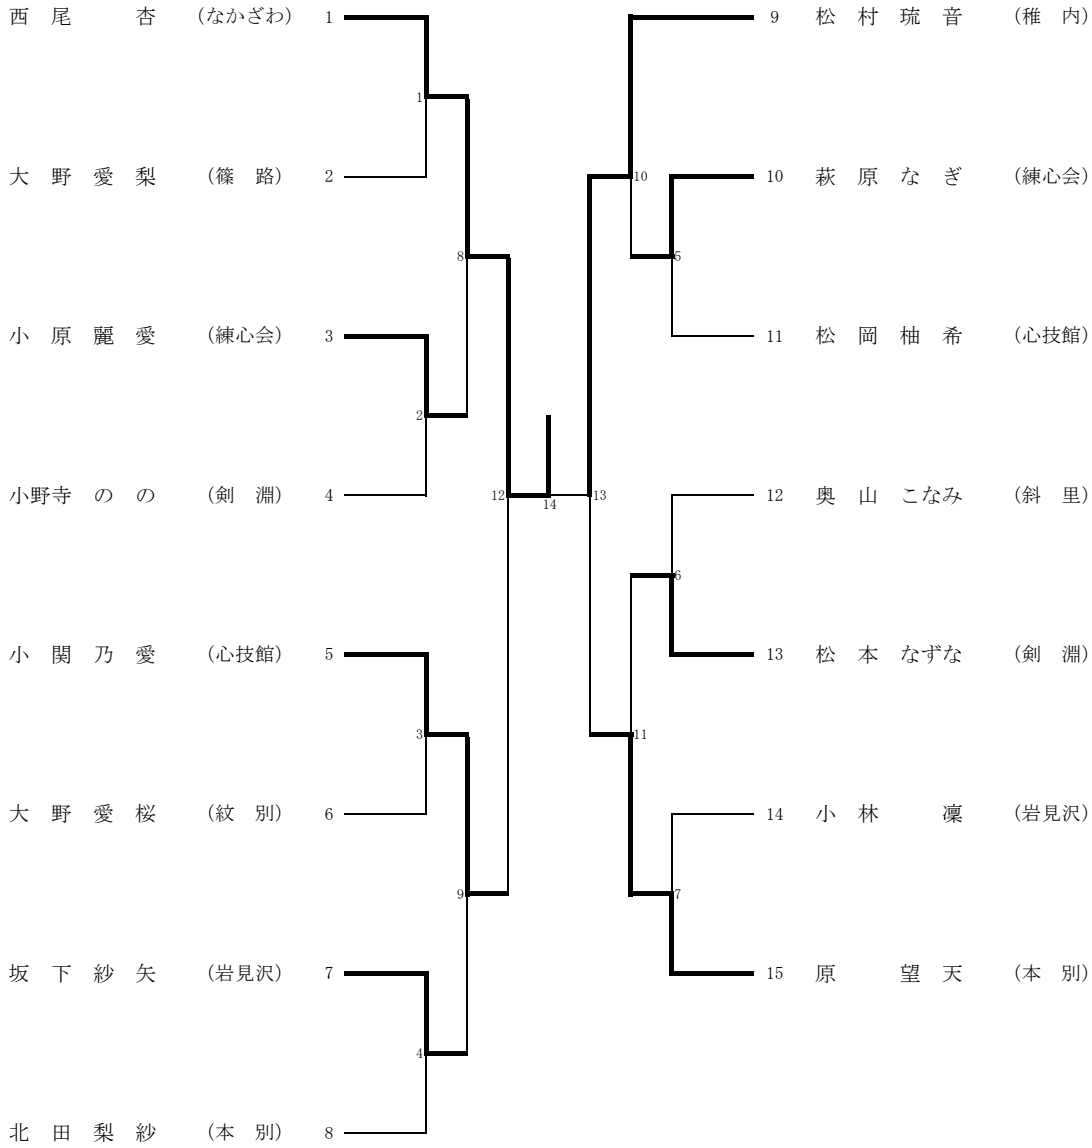 西尾　杏 (なかざわ) 1
1
大野愛梨 (篠路) 2
8
小原麗愛 (練心会) 3
2
小野寺のの (剣淵) 4
12
14
小関乃愛 (心技館) 5
3
大野愛桜 (紋別) 6
9
坂下紗矢 (岩見沢) 7
4
北田梨紗 (本別) 8
9 松村琉音 (稚内)
10
10 萩原なぎ (練心会)
5
11 松岡柚希 (心技館)
13
12 奥山こなみ (斜里)
6
13 松本なずな (剣淵)
11
14 小林　凜 (岩見沢)
7
15 原　望天 (本別)